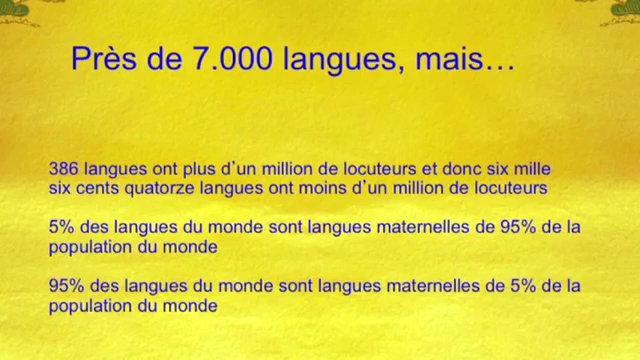 Près de 7.000 langues, mais…
386 langues ont plus d’un million de locuteurs et donc six mille
six cents quatorze langues ont moins d’un million de locuteurs
5% des langues du monde sont langues maternelles de 95% de la
population du monde
95% des langues du monde sont langues maternelles de 5% de la
population du monde